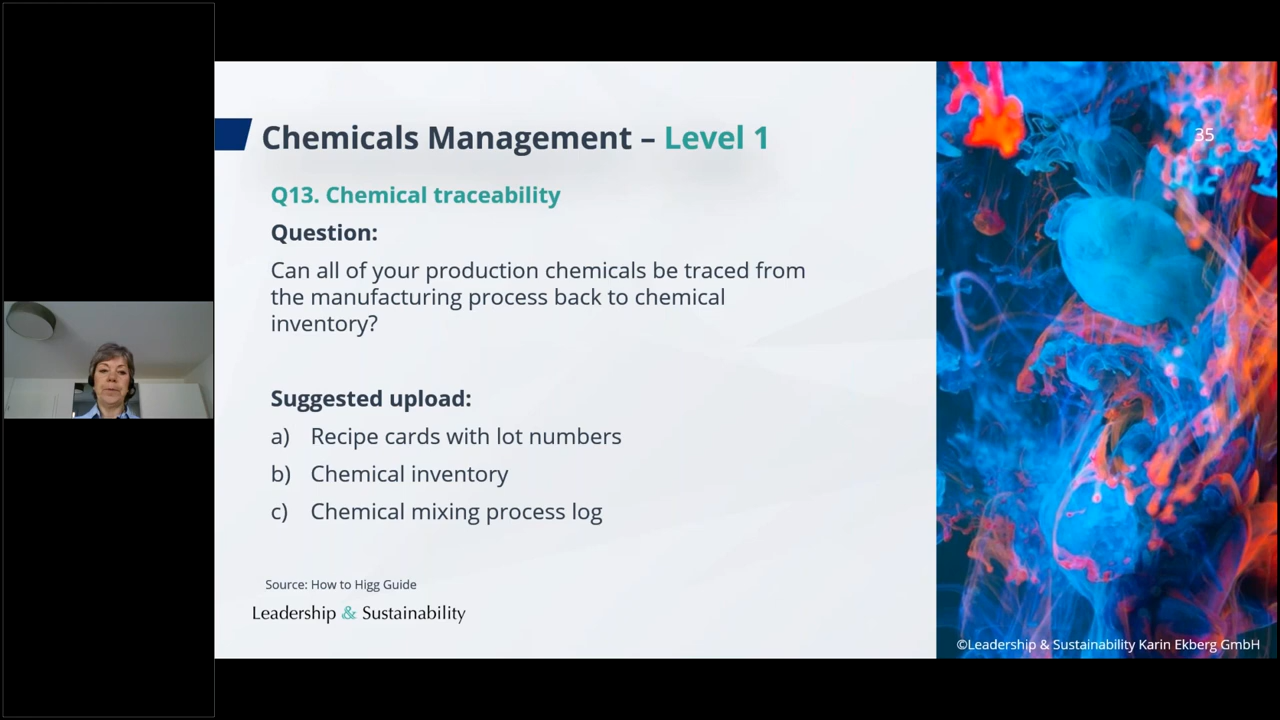 Chemicals Management – Level 1
35
Q13. Chemical traceability
Question:
Can all of your production chemicals be traced from
the manufacturing process back to chemical
inventory?
Suggested upload:
a) Recipe cards with lot numbers
b) Chemical inventory
c) Chemical mixing process log
Source: How to Higg Guide
Leadership & Sustainability
©Leadership & Sustainability Karin Ekberg GmbH